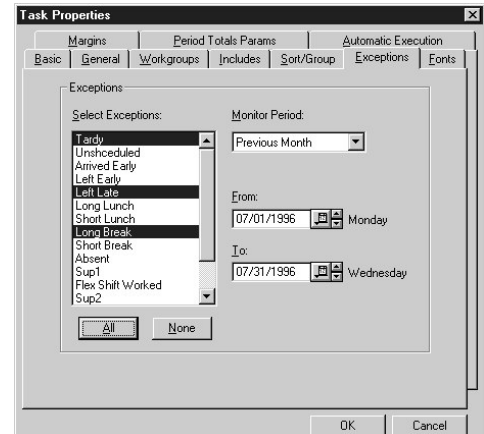 Task Properties
Margins Period Totals Params Automatic Execution
Basic General Workgroups Includes Sort/Group Exceptions Fonts
Exceptions
Select Exceptions:
Tardy
Unshceduled
Arrived Early
Left Early
Left Late
Long Lunch
Short Lunch
Long Break
Short Break
Absent
Sup1
Flex Shift Worked
Sup2
All None
Monitor Period:
Previous Month
From:
07/01/1996 Monday
To:
07/31/1996 Wednesday
OK Cancel